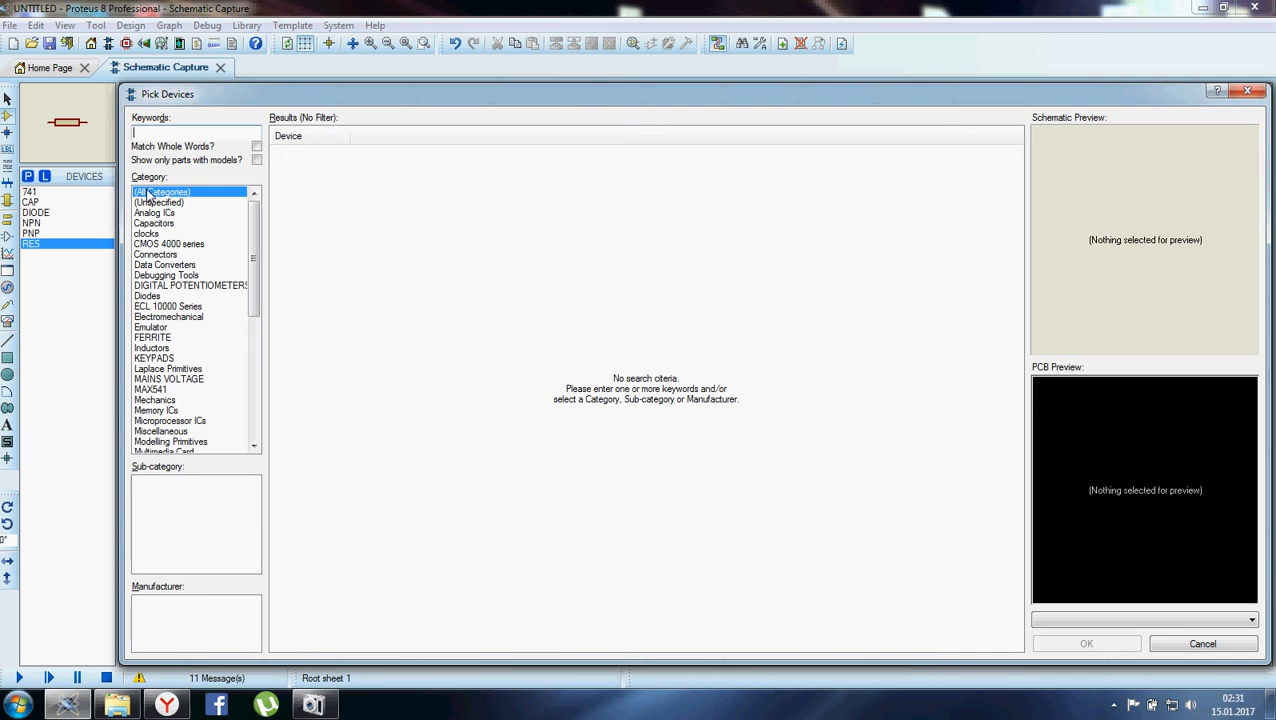 UNTITLED - Proteus 8 Professional - Schematic Capture
File Edit View Tool Design Graph Debug Library Template System Help
Home Page Schematic Capture
Pick Devices
Keywords: Results (No Filter): Schematic Preview:
Device
Match Whole Words?
Show only parts with models?
LBL
P L DEVICES
741
CAP
DIODE
NPN
PNP
RES
Category:
(All Categories)
(Unspecified)
Analog ICs
Capacitors
clocks
CMOS 4000 series
Connectors
Data Converters
Debugging Tools
DIGITAL POTENTIOMETERS
Diodes
ECL 10000 Series
Electromechanical
Emulator
FERRITE
Inductors
KEYPADS
Laplace Primitives
MAINS VOLTAGE
MAX541
Mechanics
Memory ICs
Microprocessor ICs
Miscellaneous
Modelling Primitives
Multimedia Card
(Nothing selected for preview)
No search citeria.
Please enter one or more keywords and/or
select a Category, Sub-category or Manufacturer.
PCB Preview:
(Nothing selected for preview)
Sub-category:
Manufacturer:
OK Cancel
A
0°
11 Message(s) Root sheet 1
02:31
15.01.2017